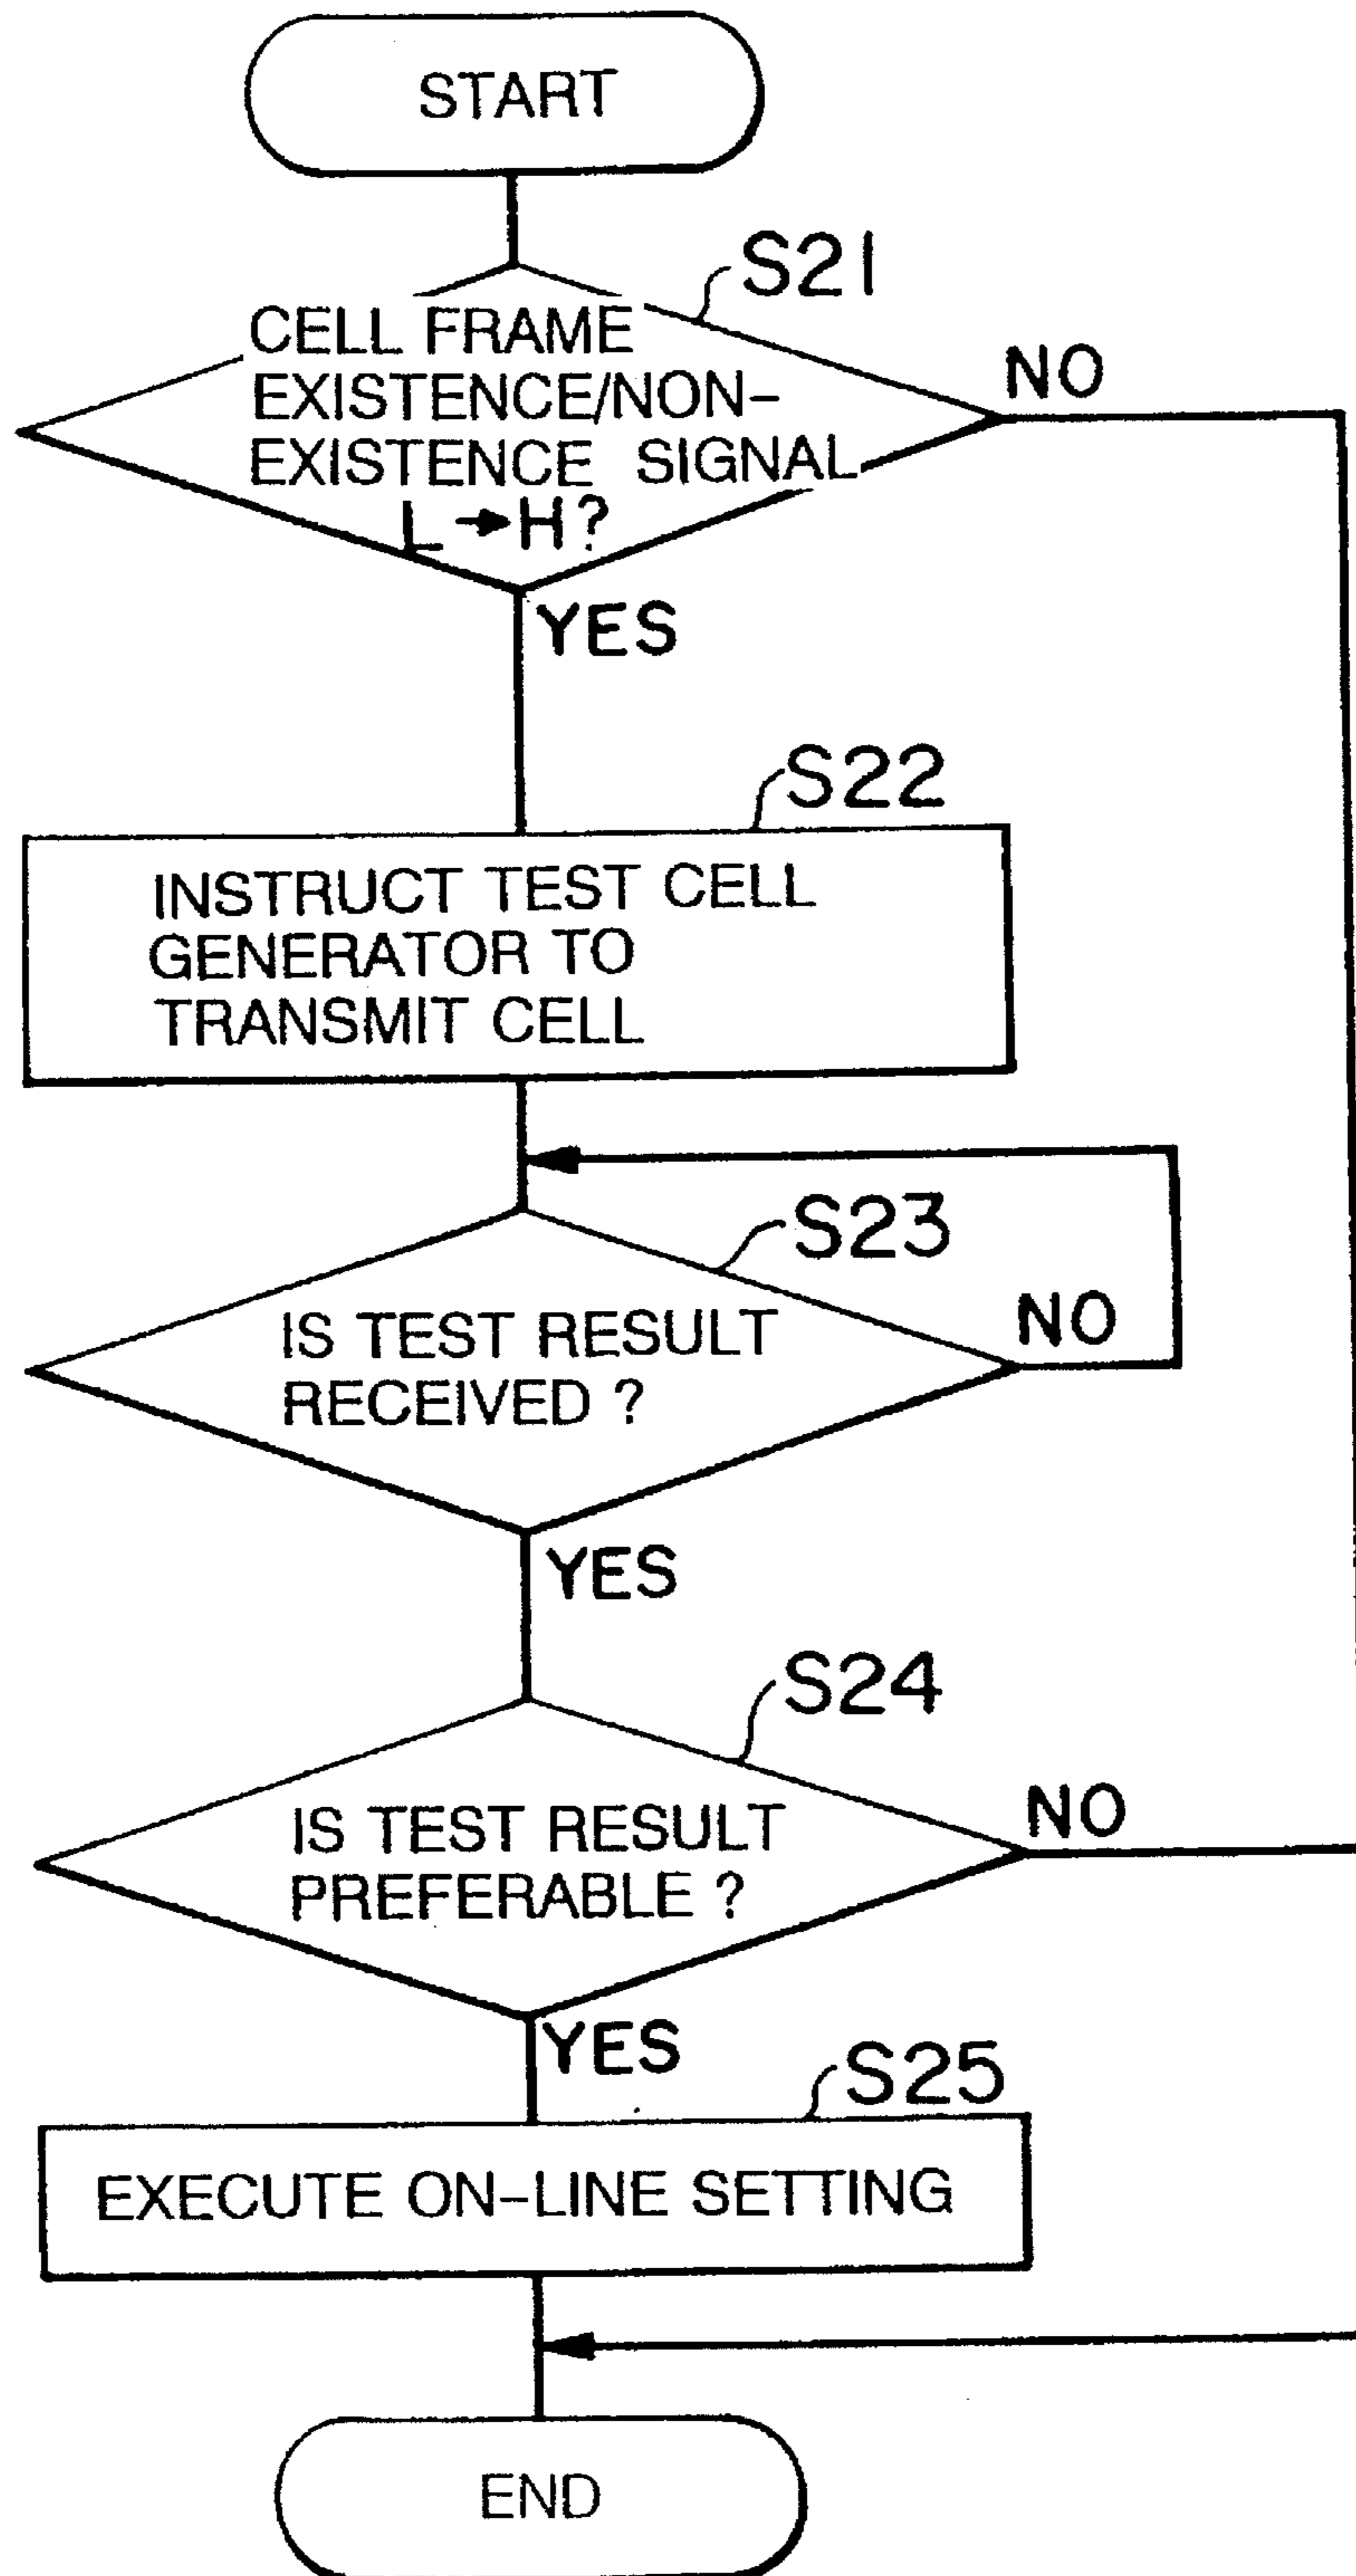 START
S21
CELL FRAME
EXISTENCE/NON-
EXISTENCE SIGNAL
L→H?
NO
YES
S22
INSTRUCT TEST CELL
GENERATOR TO
TRANSMIT CELL
S23
IS TEST RESULT
RECEIVED ?
NO
YES
S24
IS TEST RESULT
PREFERABLE ?
NO
YES
S25
EXECUTE ON-LINE SETTING
END